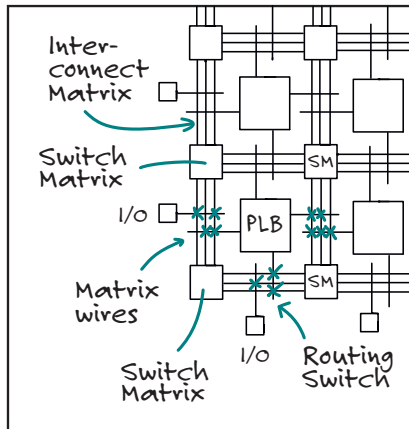 Inter-
connect
Matrix
Switch
Matrix
SM
I/O
PLB
Matrix
wires
SM
Switch
Matrix
I/O
Routing
Switch